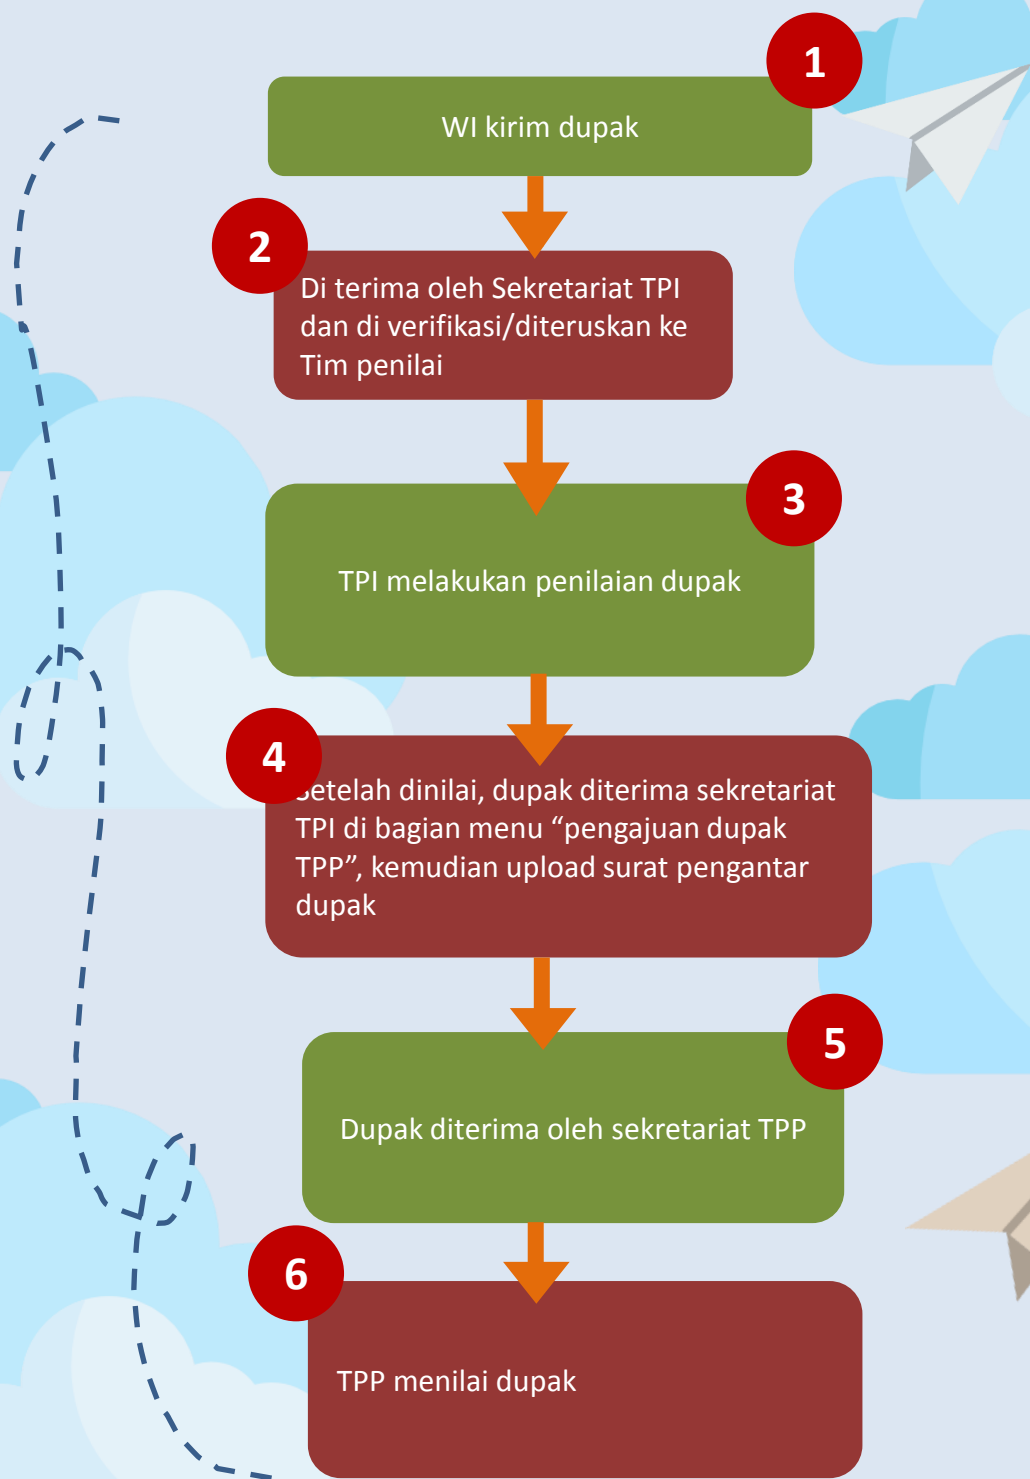 1
WI kirim dupak
2
Di terima oleh Sekretariat TPI
dan di verifikasi/diteruskan ke
Tim penilai
3
TPI melakukan penilaian dupak
4
Setelah dinilai, dupak diterima sekretariat
TPI di bagian menu “pengajuan dupak
TPP”, kemudian upload surat pengantar
dupak
5
Dupak diterima oleh sekretariat TPP
6
TPP menilai dupak